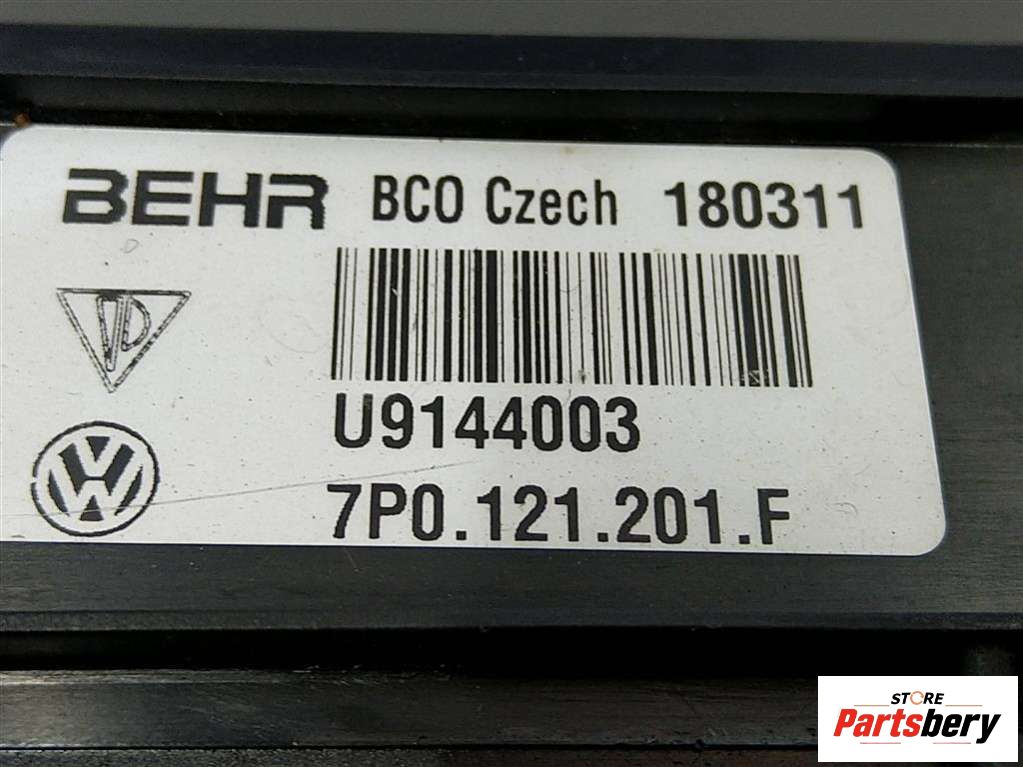 BEHR BCO Czech 180311
U9144003
7P0.121.201.F
STORE
Partsbery